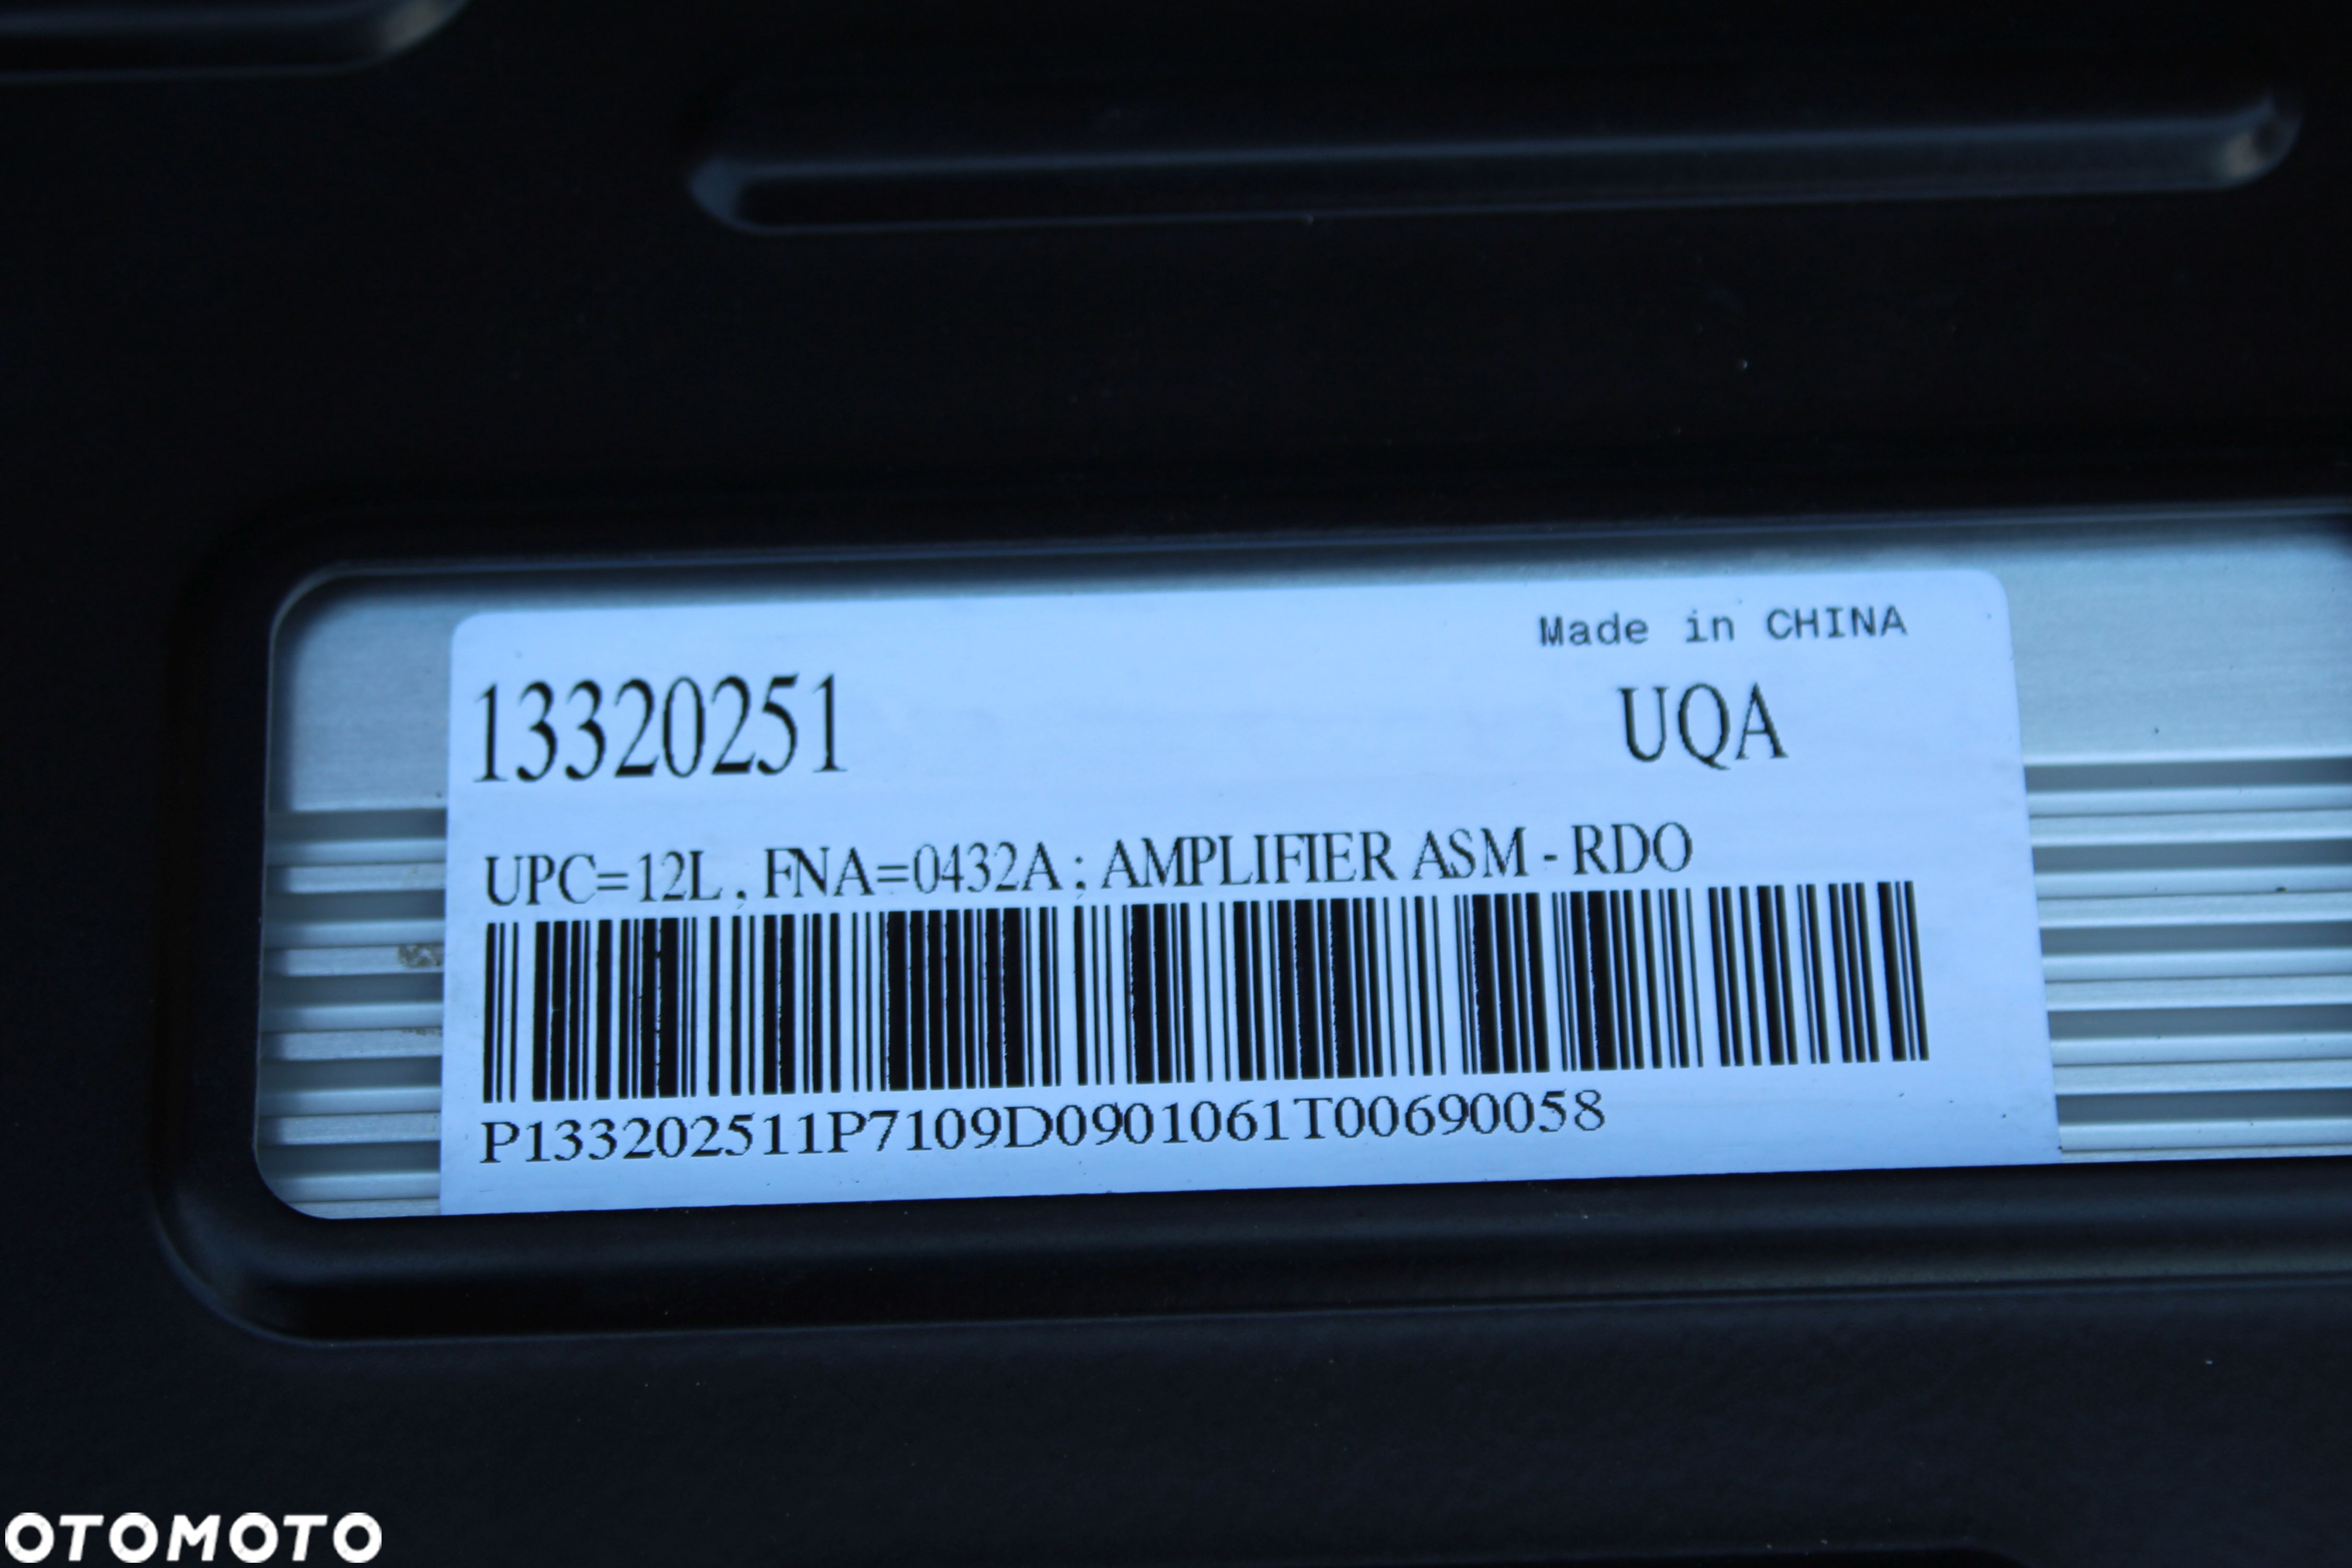 Made in CHINA
13320251 UQA
UPC=12L , FNA=0432A ; AMPLIFIER ASM - RDO
P133202511P7109D0901061T00690058
OTOMOTO